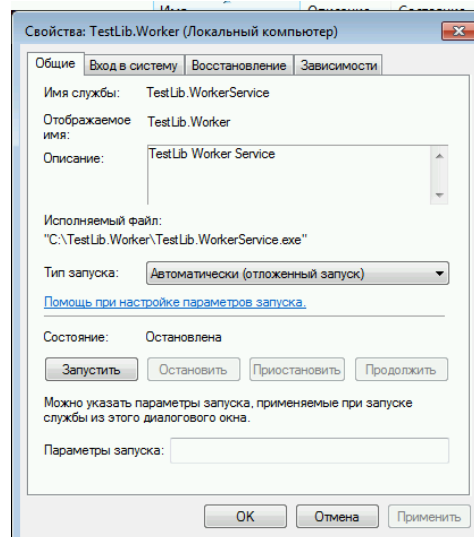 Имя Описание Состояние
Свойства: TestLib.Worker (Локальный компьютер)
Общие Вход в систему Восстановление Зависимости
Имя службы: TestLib.WorkerService
Отображаемое имя: TestLib.Worker
Описание: TestLib Worker Service
Исполняемый файл:
"C:\TestLib.Worker\TestLib.WorkerService.exe"
Тип запуска: Автоматически (отложенный запуск)
Помощь при настройке параметров запуска.
Состояние: Остановлена
Запустить Остановить Приостановить Продолжить
Можно указать параметры запуска, применяемые при запуске
службы из этого диалогового окна.
Параметры запуска:
OK Отмена Применить